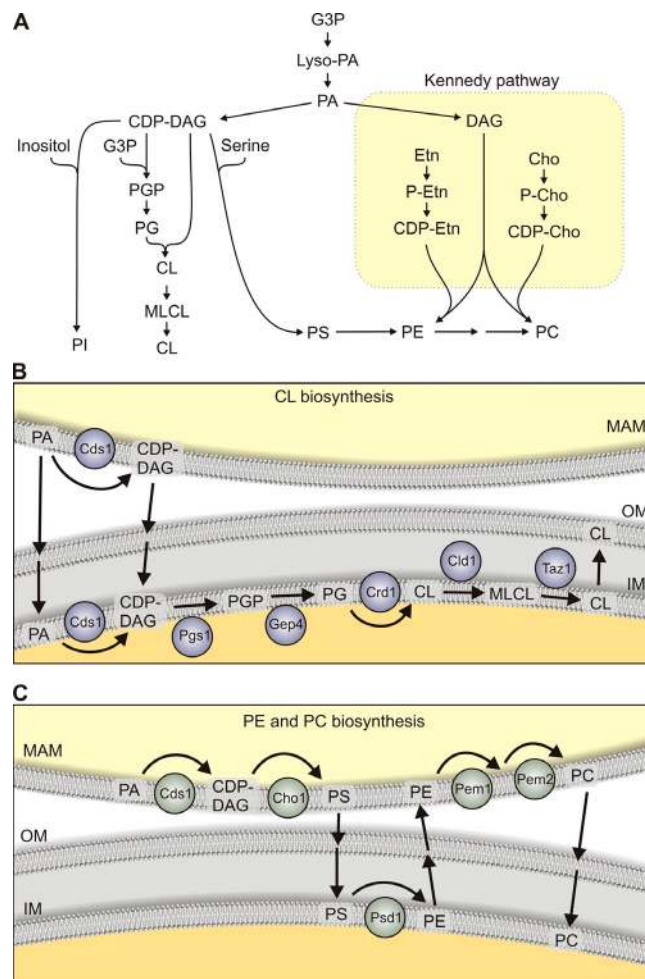 A
G3P
Lyso-PA
PA
Kennedy pathway
CDP-DAG
DAG
Inositol
G3P
Serine
Etn
Cho
PGP
P-Etn
P-Cho
PG
CDP-Etn
CDP-Cho
CL
MLCL
PI
CL
PS
PE
PC
B
CL biosynthesis
MAM
PA
Cds1
CDP-
DAG
OM
CL
Cld1
Taz1
IM
PA
Cds1
CDP-
DAG
Pgs1
PGP
Gep4
PG
Crd1
CL
MLCL
CL
C
PE and PC biosynthesis
MAM
PA
Cds1
CDP-
DAG
Cho1
PS
PE
Pem1
Pem2
PC
OM
IM
PS
Psd1
PE
PC